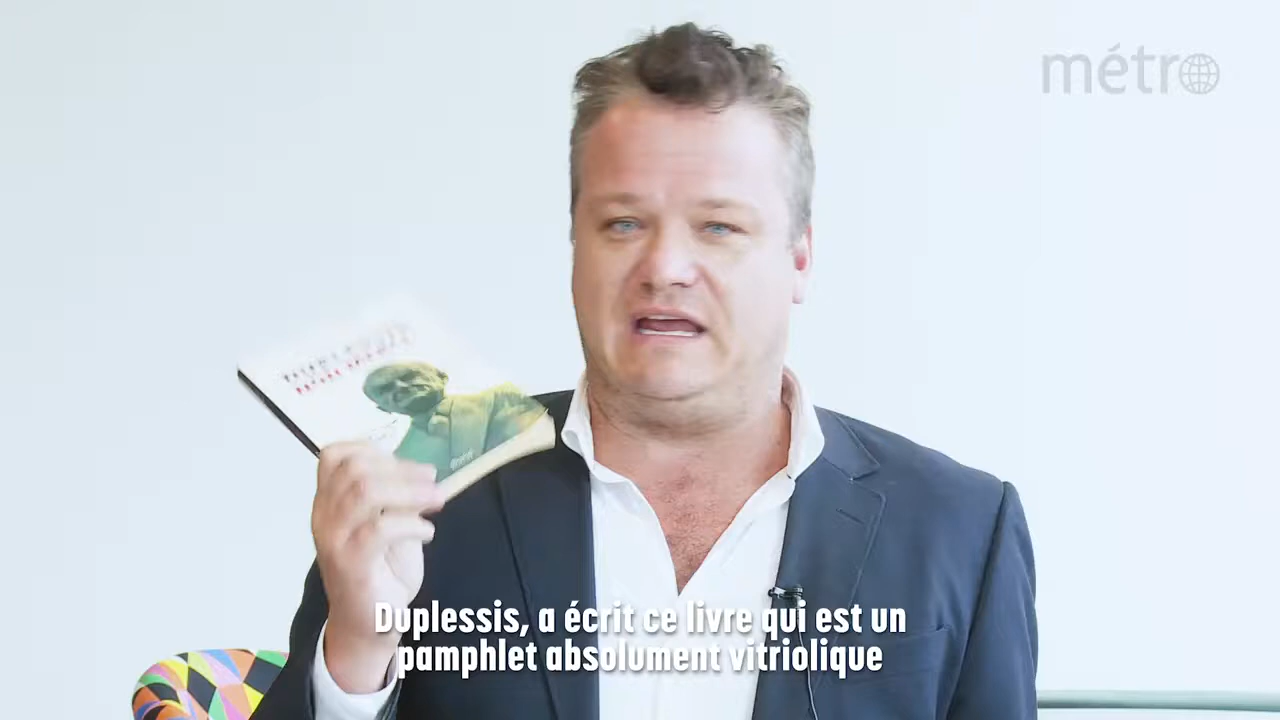 métro
Duplessis, a écrit ce livre qui est un
pamphlet absolument vitriolique